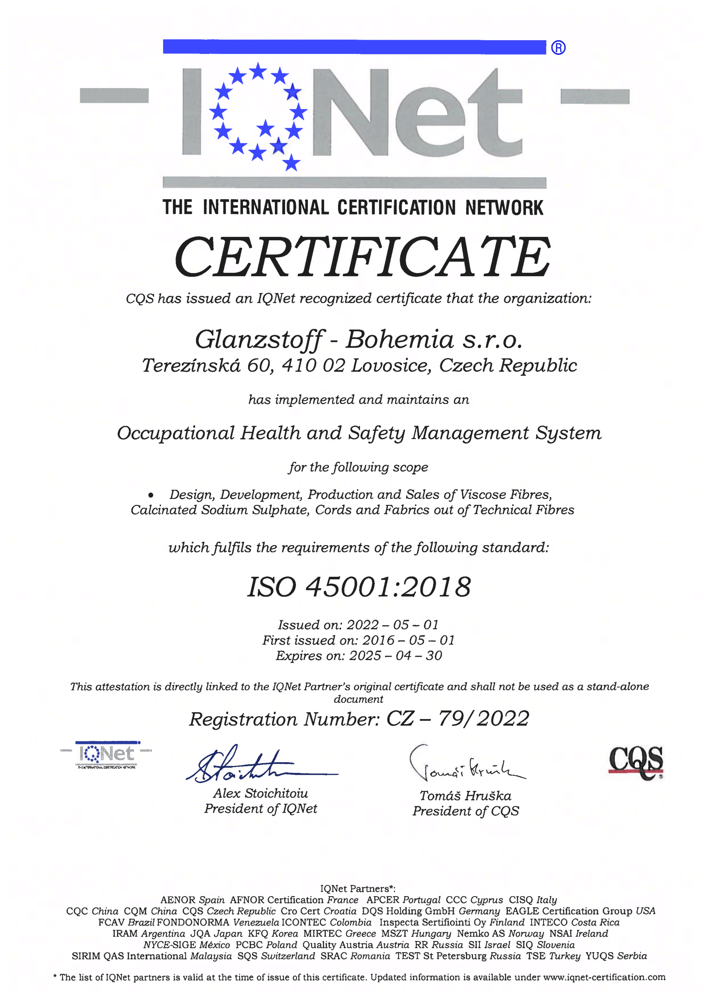 ®
IQNet
THE INTERNATIONAL CERTIFICATION NETWORK
CERTIFICATE
CQS has issued an IQNet recognized certificate that the organization:
Glanzstoff - Bohemia s.r.o.
Terezínská 60, 410 02 Lovosice, Czech Republic
has implemented and maintains an
Occupational Health and Safety Management System
for the following scope
• Design, Development, Production and Sales of Viscose Fibres,
Calcinated Sodium Sulphate, Cords and Fabrics out of Technical Fibres
which fulfils the requirements of the following standard:
ISO 45001:2018
Issued on: 2022 – 05 – 01
First issued on: 2016 – 05 – 01
Expires on: 2025 – 04 – 30
This attestation is directly linked to the IQNet Partner's original certificate and shall not be used as a stand-alone
document
Registration Number: CZ – 79/2022
IQNet
THE INTERNATIONAL CERTIFICATION NETWORK
Stoichitoiu
Tomáš Hruška
CQS
®
Alex Stoichitoiu
President of IQNet
Tomáš Hruška
President of CQS
IQNet Partners*:
AENOR Spain AFNOR Certification France APCER Portugal CCC Cyprus CISQ Italy
CQC China CQM China CQS Czech Republic Cro Cert Croatia DQS Holding GmbH Germany EAGLE Certification Group USA
FCAV Brazil FONDONORMA Venezuela ICONTEC Colombia Inspecta Sertifiointi Oy Finland INTECO Costa Rica
IRAM Argentina JQA Japan KFQ Korea MIRTEC Greece MSZT Hungary Nemko AS Norway NSAI Ireland
NYCE-SIGE México PCBC Poland Quality Austria Austria RR Russia SII Israel SIQ Slovenia
SIRIM QAS International Malaysia SQS Switzerland SRAC Romania TEST St Petersburg Russia TSE Turkey YUQS Serbia
* The list of IQNet partners is valid at the time of issue of this certificate. Updated information is available under www.iqnet-certification.com